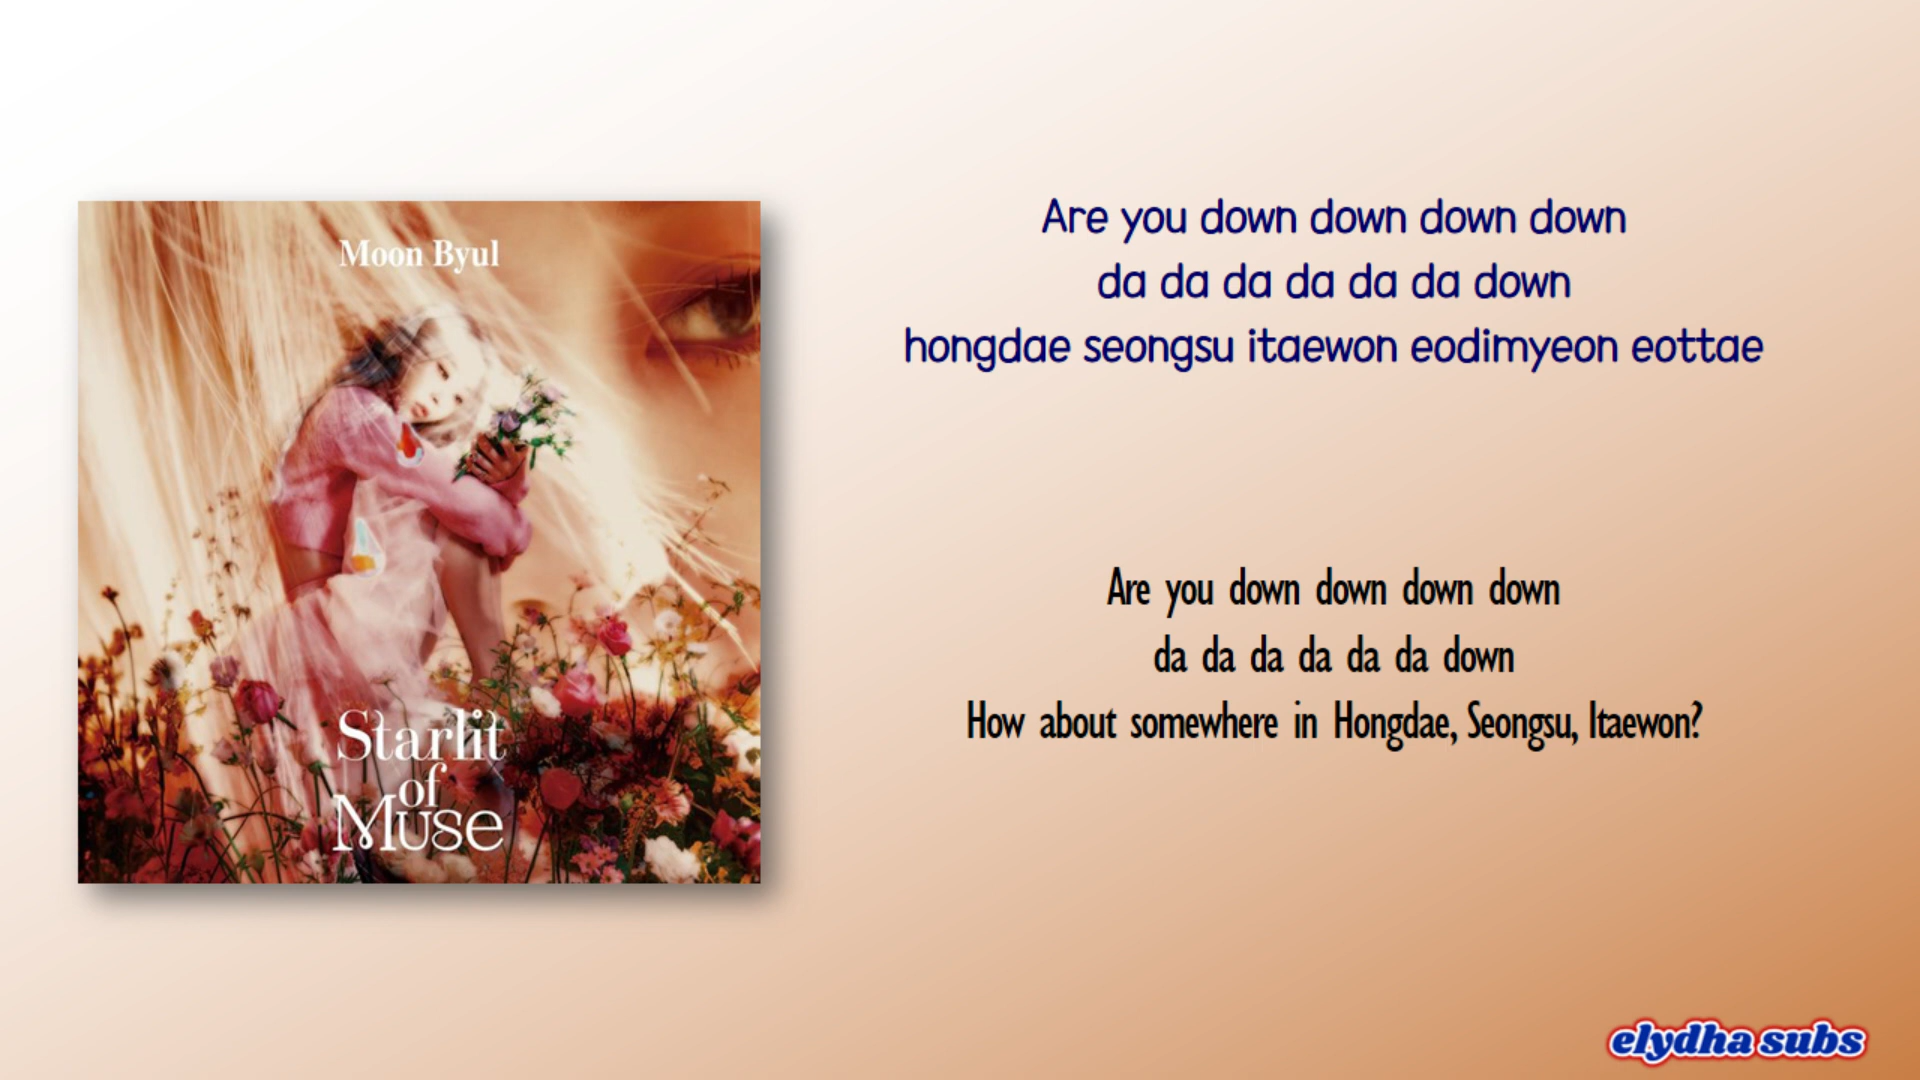 Moon Byul
Starlit
of
Muse
Are you down down down down
da da da da da da down
hongdae seongsu itaewon eodimyeon eottae
Are you down down down down
da da da da da da down
How about somewhere in Hongdae, Seongsu, Itaewon?
elydha subs